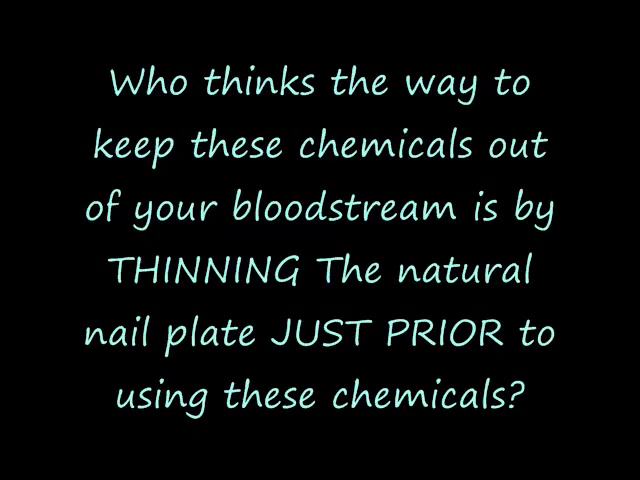 Who thinks the way to
keep these chemicals out
of your bloodstream is by
THINNING The natural
nail plate JUST PRIOR to
using these chemicals?